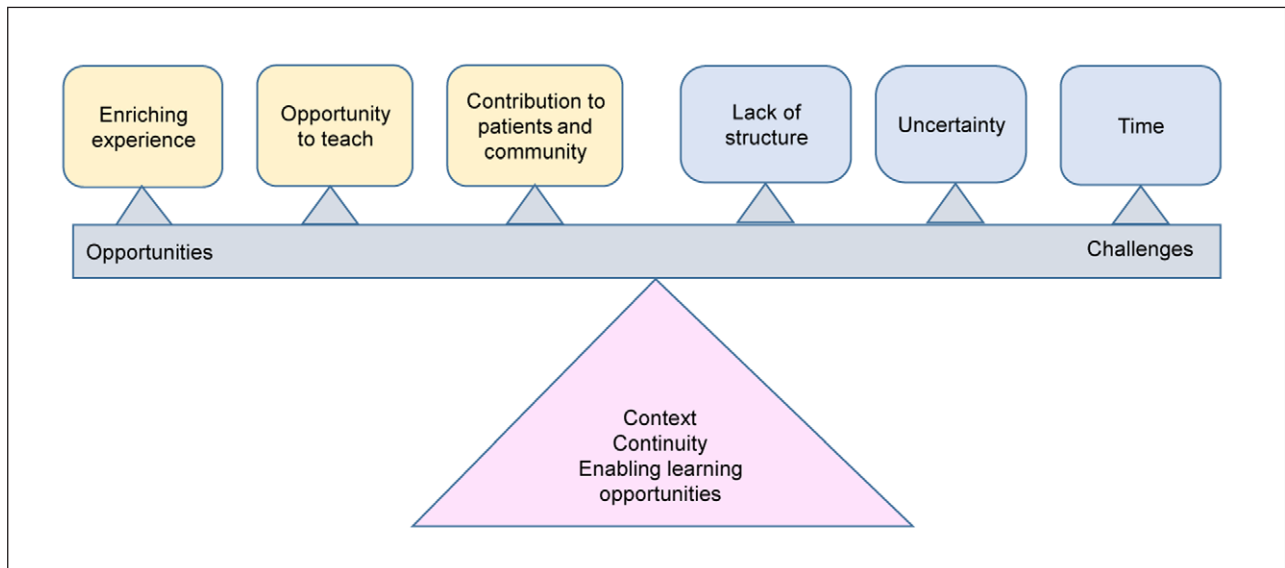 Enriching
experience
Opportunity
to teach
Contribution to
patients and
community
Lack of
structure
Uncertainty
Time
Opportunities
Challenges
Context
Continuity
Enabling learning
opportunities